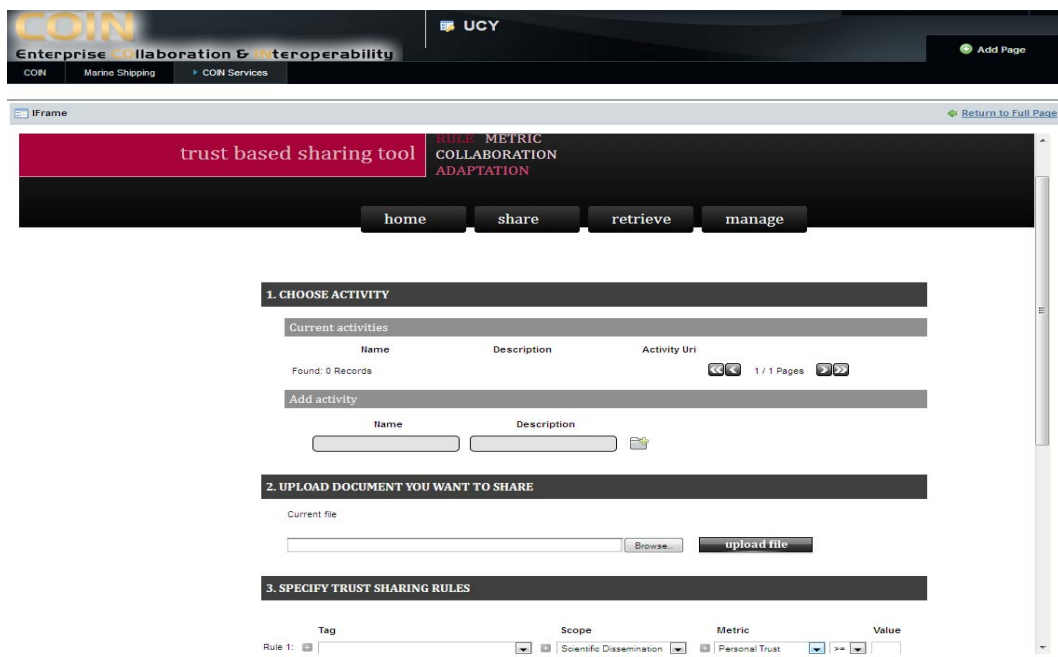 COIN
UCY
Enterprise COllaboration & INteroperability
Add Page
COIN Marine Shipping COIN Services
IFrame Return to Full Page
trust based sharing tool
RULE METRIC
COLLABORATION
ADAPTATION
home share retrieve manage
1. CHOOSE ACTIVITY
Current activities
Name Description Activity Uri
Found: 0 Records 1 / 1 Pages
Add activity
Name Description
2. UPLOAD DOCUMENT YOU WANT TO SHARE
Current file
Browse... upload file
3. SPECIFY TRUST SHARING RULES
Tag Scope Metric Value
Rule 1: Scientific Dissemination Personal Trust >=